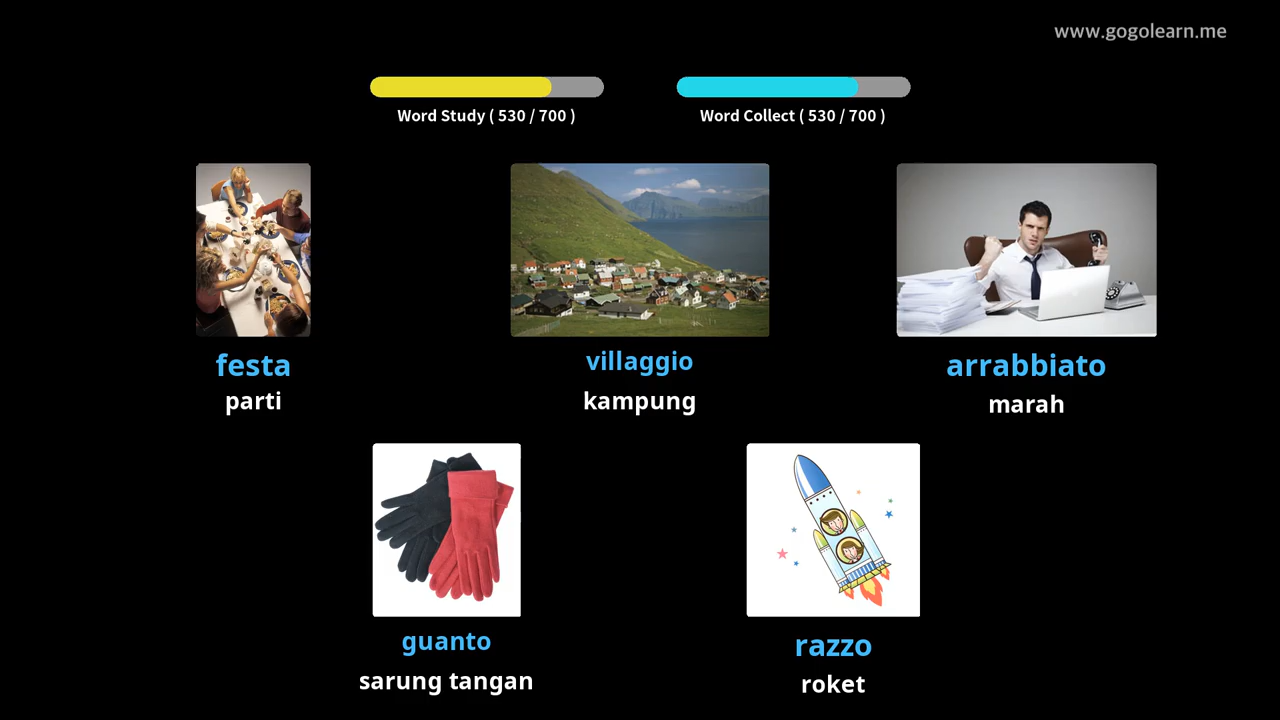 www.gogolearn.me
Word Study ( 530 / 700 )
Word Collect ( 530 / 700 )
festa
parti
villaggio
kampung
arrabbiato
marah
guanto
sarung tangan
razzo
roket